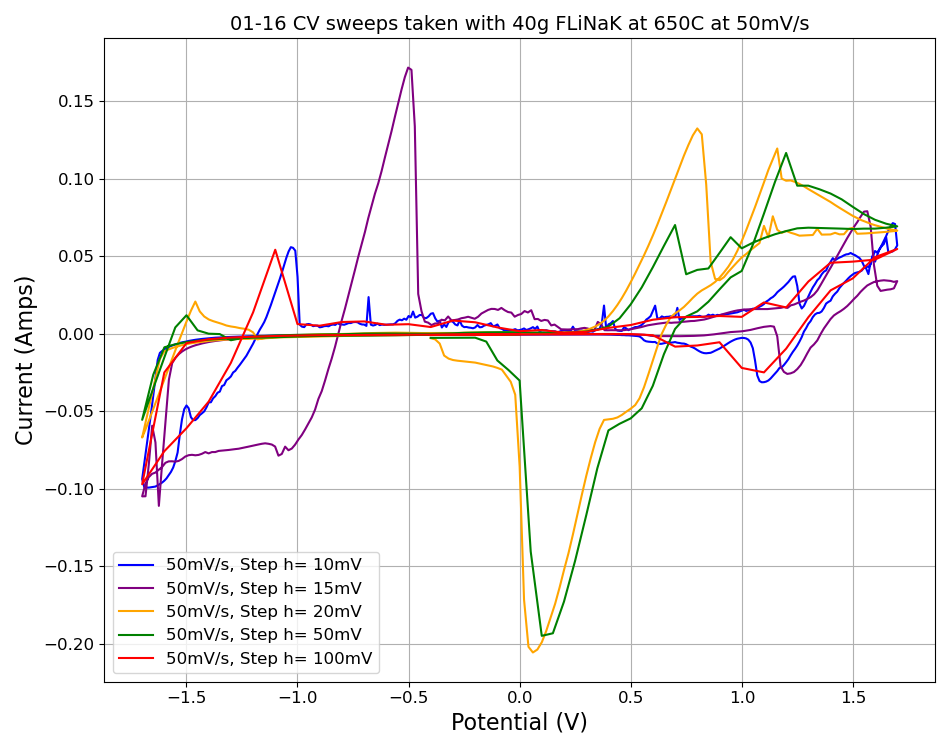 01-16 CV sweeps taken with 40g FLiNaK at 650C at 50mV/s
Current (Amps)
0.15
0.10
0.05
0.00
−0.05
−0.10
−0.15
−0.20
50mV/s, Step h= 10mV
50mV/s, Step h= 15mV
50mV/s, Step h= 20mV
50mV/s, Step h= 50mV
50mV/s, Step h= 100mV
−1.5 −1.0 −0.5 0.0 0.5 1.0 1.5
Potential (V)